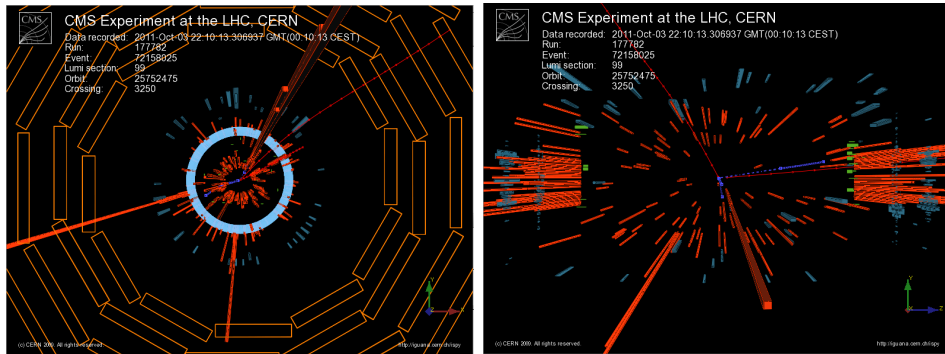 CMS
CMS Experiment at the LHC, CERN
Data recorded: 2011-Oct-03 22:10:13.306937 GMT(00:10:13 CEST)
Run: 177782
Event: 72158025
Lumi section: 99
Orbit: 25752475
Crossing: 3250
(c) CERN 2009. All rights reserved.
http://iguana.cern.ch/ispy
CMS
CMS Experiment at the LHC, CERN
Data recorded: 2011-Oct-03 22:10:13.306937 GMT(00:10:13 CEST)
Run: 177782
Event: 72158025
Lumi section: 99
Orbit: 25752475
Crossing: 3250
Y
Z
(c) CERN 2009. All rights reserved.
http://iguana.cern.ch/ispy